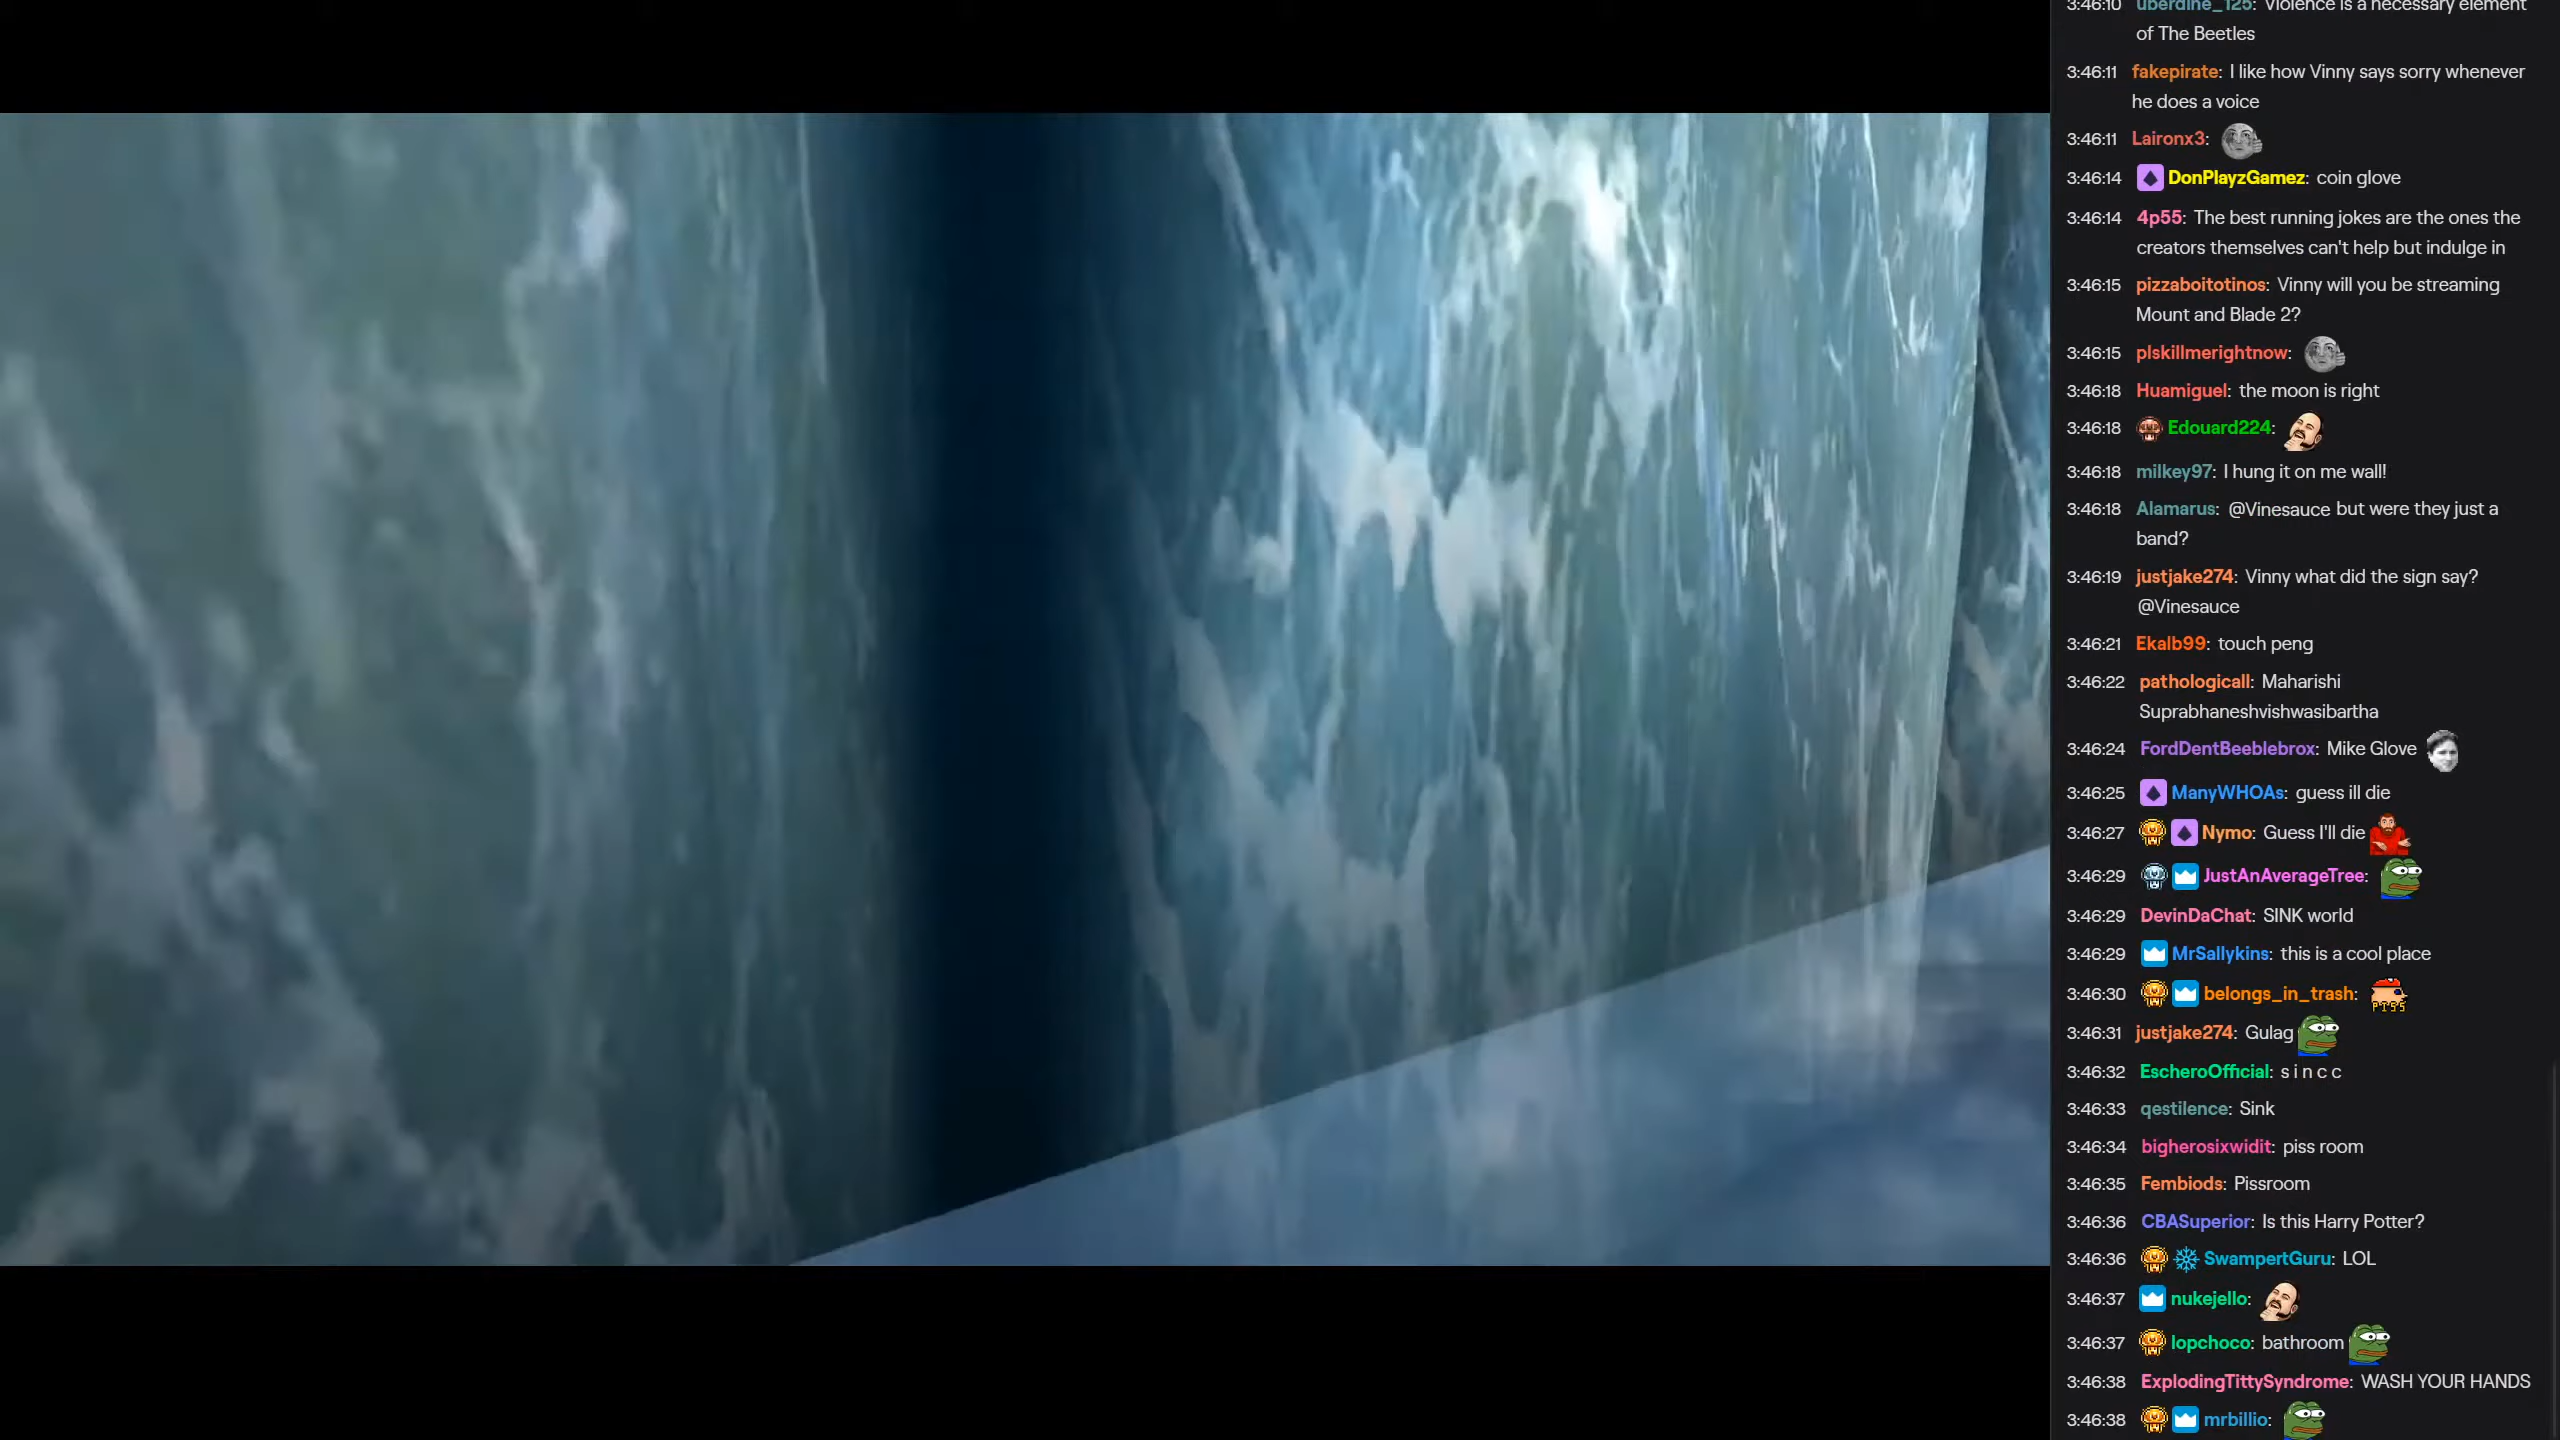 3:46:10 uberdine_125: Violence is a necessary element
of The Beetles
3:46:11 fakepirate: I like how Vinny says sorry whenever
he does a voice
3:46:11 Laironx3:
3:46:14 DonPlayzGamez: coin glove
3:46:14 4p55: The best running jokes are the ones the
creators themselves can't help but indulge in
3:46:15 pizzaboitotinos: Vinny will you be streaming
Mount and Blade 2?
3:46:15 plskillmerightnow:
3:46:18 Huamiguel: the moon is right
3:46:18 Edouard224:
3:46:18 milkey97: I hung it on me wall!
3:46:18 Alamarus: @Vinesauce but were they just a
band?
3:46:19 justjake274: Vinny what did the sign say?
@Vinesauce
3:46:21 Ekalb99: touch peng
3:46:22 pathologicall: Maharishi
Suprabhaneshvishwasibartha
3:46:24 FordDentBeeblebrox: Mike Glove
3:46:25 ManyWHOAs: guess ill die
3:46:27 Nymo: Guess I'll die
3:46:29 JustAnAverageTree:
3:46:29 DevinDaChat: SINK world
3:46:29 MrSallykins: this is a cool place
3:46:30 belongs_in_trash: PISS
3:46:31 justjake274: Gulag
3:46:32 EscheroOfficial: s i n c c
3:46:33 qestilence: Sink
3:46:34 bigherosixwidit: piss room
3:46:35 Fembiods: Pissroom
3:46:36 CBASuperior: Is this Harry Potter?
3:46:36 SwampertGuru: LOL
3:46:37 nukejello:
3:46:37 lopchoco: bathroom
3:46:38 ExplodingTittySyndrome: WASH YOUR HANDS
3:46:38 mrbillio: